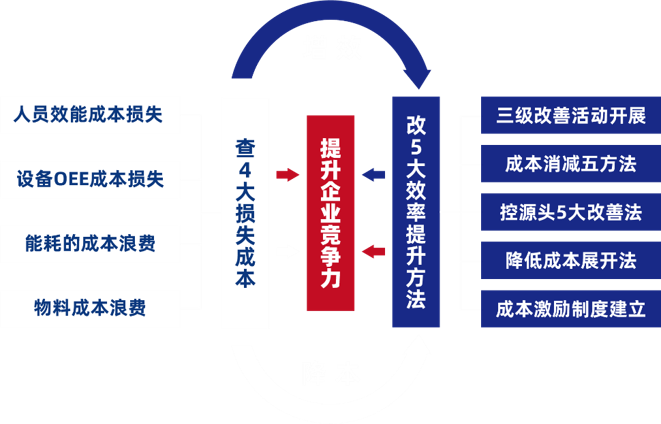 人员效能成本损失
设备OEE成本损失
能耗的成本浪费
物料成本浪费
查4大损失成本
提升企业竞争力
改5大效率提升方法
三级改善活动开展
成本消减五方法
控源头5大改善法
降低成本展开法
成本激励制度建立